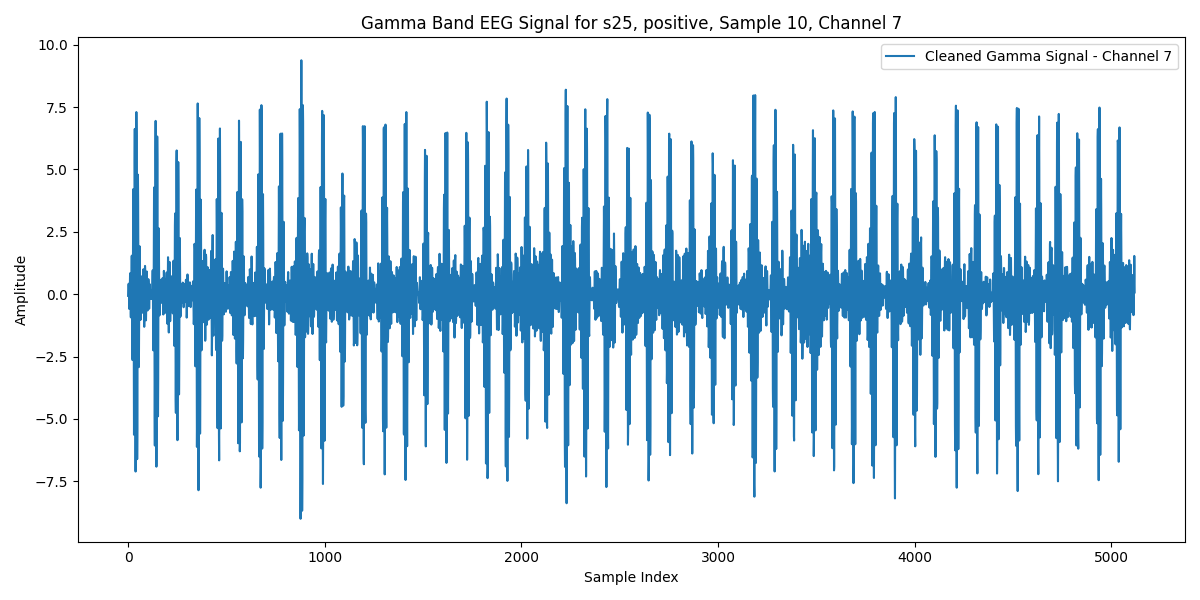 Gamma Band EEG Signal for s25, positive, Sample 10, Channel 7
Cleaned Gamma Signal - Channel 7
Amplitude
10.0
7.5
5.0
2.5
0.0
−2.5
−5.0
−7.5
0 1000 2000 3000 4000 5000
Sample Index